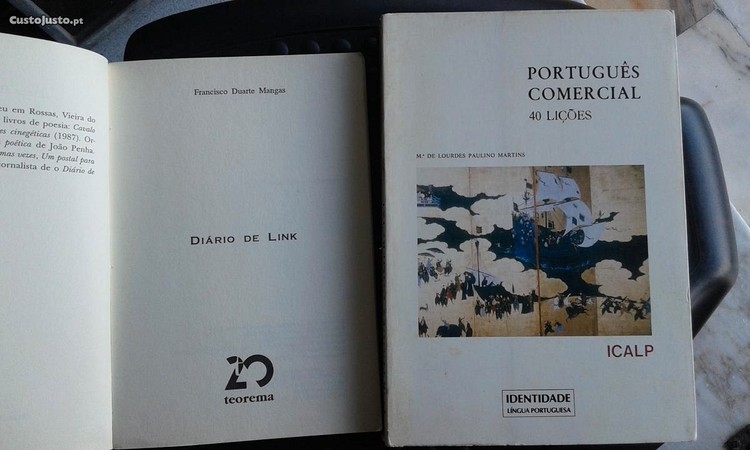 CustoJusto.pt
eu em Rossas, Vieira do
livros de poesia: Cavalo
es cinegéticas (1987). Or-
poética de João Penha.
mas vezes, Um postal para
ornalista de o Diário de
Francisco Duarte Mangas
DIÁRIO DE LINK
20
teorema
PORTUGUÊS
COMERCIAL
40 LIÇÕES
M.ª DE LOURDES PAULINO MARTINS
ICALP
IDENTIDADE
LÍNGUA PORTUGUESA